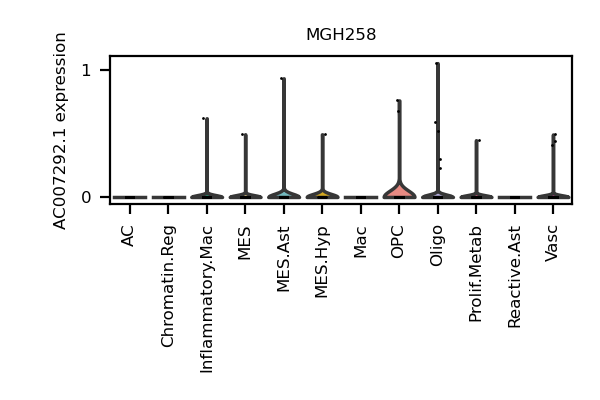 MGH258
AC007292.1 expression
1
0
AC
Chromatin.Reg
Inflammatory.Mac
MES
MES.Ast
MES.Hyp
Mac
OPC
Oligo
Prolif.Metab
Reactive.Ast
Vasc